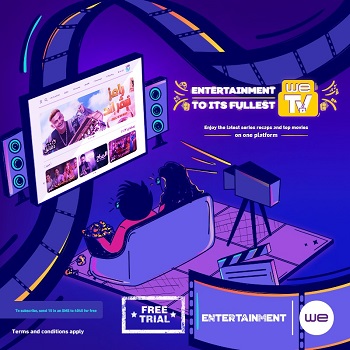 ENTERTAINMENT
TO ITS FULLEST
WE
TV!
Enjoy the latest series recaps and top movies
on one platform
FREE
TRIAL
ENTERTAINMENT
we
Terms and conditions apply